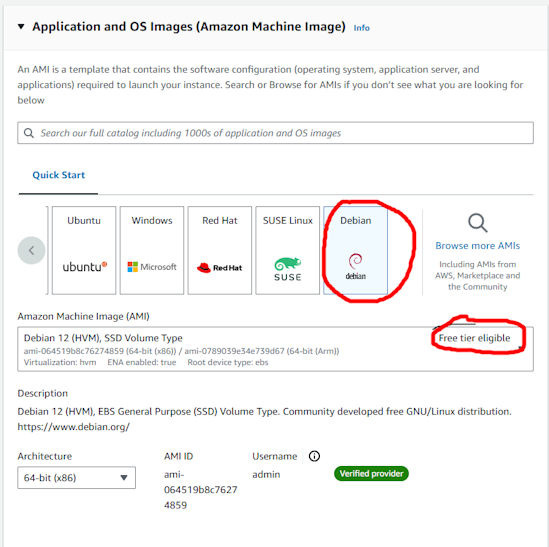 Application and OS Images (Amazon Machine Image) Info
An AMI is a template that contains the software configuration (operating system, application server, and
applications) required to launch your instance. Search or Browse for AMIs if you don't see what you are looking for
below
Search our full catalog including 1000s of application and OS images
Quick Start
Ubuntu
ubuntu
Windows
Microsoft
Red Hat
Red Hat
SUSE Linux
SUSE
Debian
debian
Browse more AMIs
Including AMIs from
AWS, Marketplace and
the Community
Amazon Machine Image (AMI)
Debian 12 (HVM), SSD Volume Type
Free tier eligible
ami-064519b8c76274859 (64-bit (x86)) / ami-0789039e34e739d67 (64-bit (Arm))
Virtualization: hvm ENA enabled: true Root device type: ebs
Description
Debian 12 (HVM), EBS General Purpose (SSD) Volume Type. Community developed free GNU/Linux distribution.
https://www.debian.org/
Architecture
64-bit (x86)
AMI ID
ami-
064519b8c7627
4859
Username
admin
Verified provider